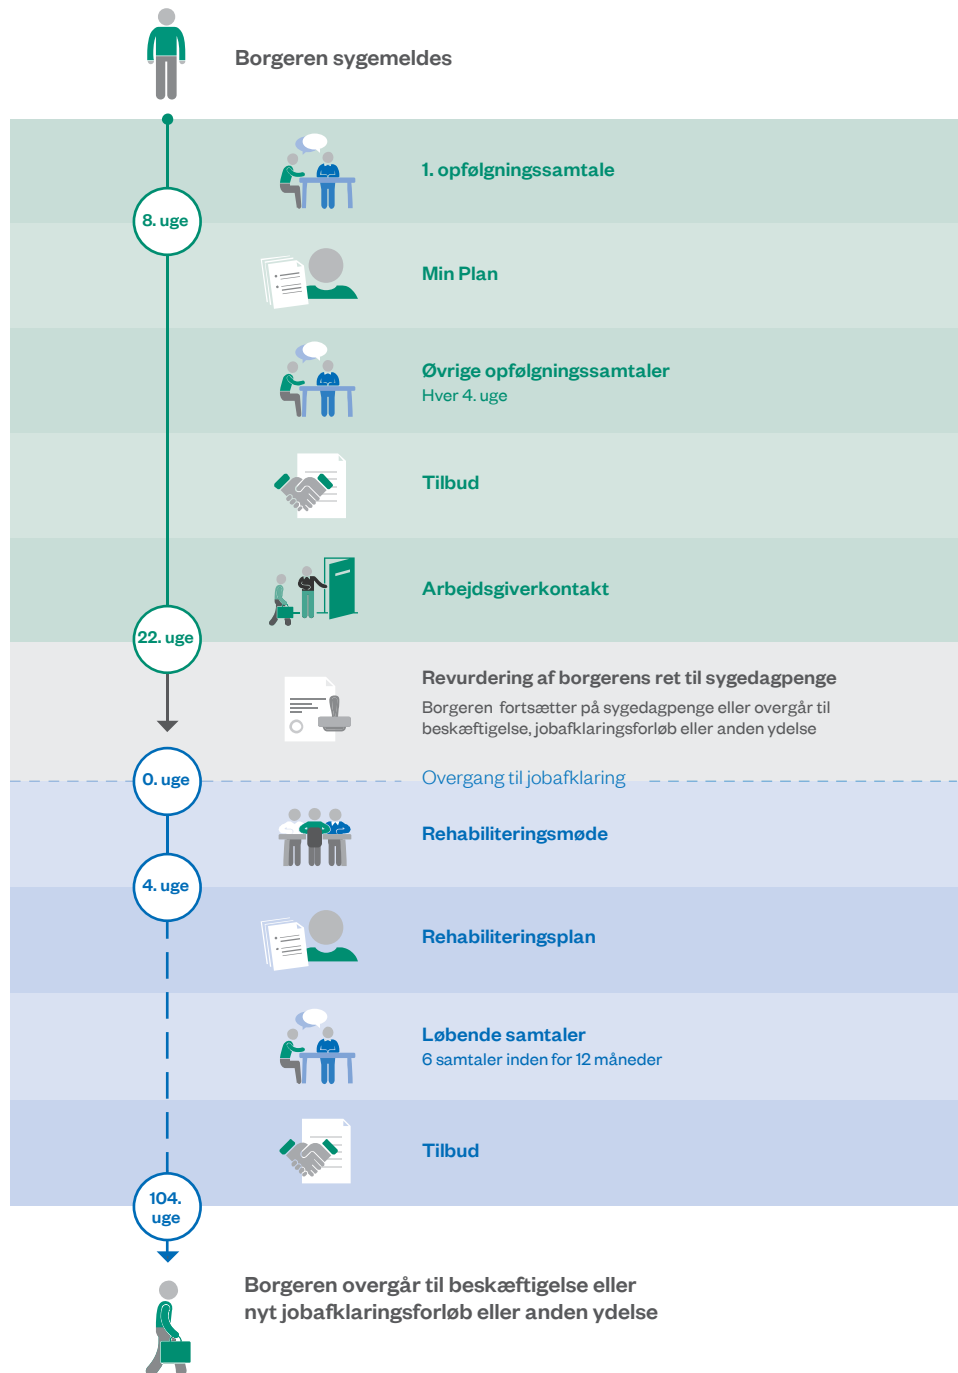 Borgeren sygemeldes
1. opfølgningssamtale
8. uge
Min Plan
Øvrige opfølgningssamtaler
Hver 4. uge
Tilbud
Arbejdsgiverkontakt
22. uge
Revurdering af borgerens ret til sygedagpenge
Borgeren fortsætter på sygedagpenge eller overgår til
beskæftigelse, jobafklaringsforløb eller anden ydelse
0. uge
Overgang til jobafklaring
Rehabiliteringsmøde
4. uge
Rehabiliteringsplan
Løbende samtaler
6 samtaler inden for 12 måneder
Tilbud
104.
uge
Borgeren overgår til beskæftigelse eller
nyt jobafklaringsforløb eller anden ydelse